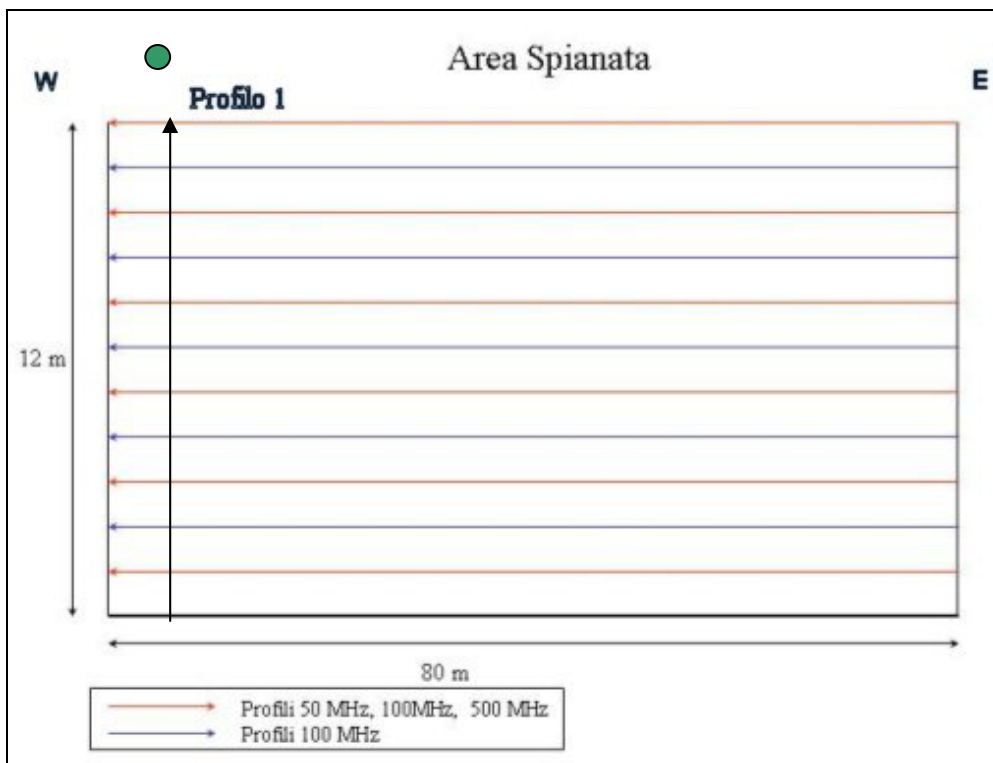 Area Spianata
W
E
Profilo 1
12 m
80 m
Profili 50 MHz, 100MHz, 500 MHz
Profili 100 MHz